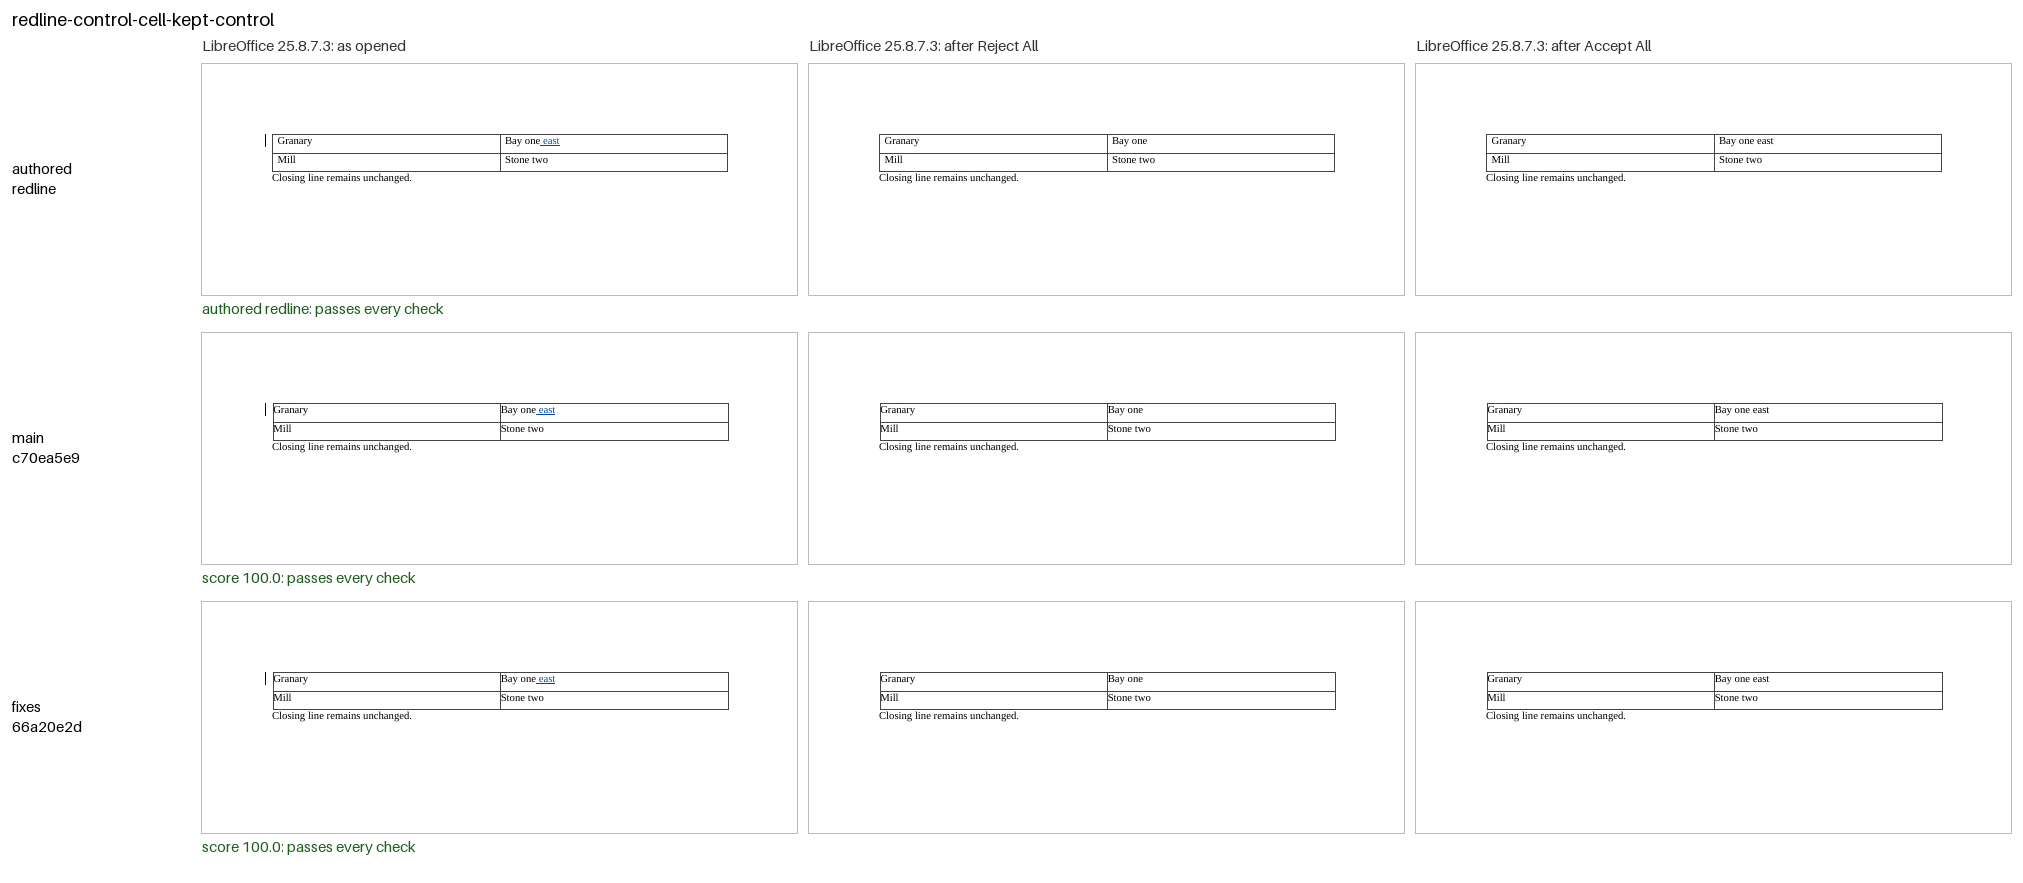 redline-control-cell-kept-control
LibreOffice 25.8.7.3: as opened
LibreOffice 25.8.7.3: after Reject All
LibreOffice 25.8.7.3: after Accept All
authored
redline
Granary
Bay one east
Mill
Stone two
Closing line remains unchanged.
Granary
Bay one
Mill
Stone two
Closing line remains unchanged.
Granary
Bay one east
Mill
Stone two
Closing line remains unchanged.
authored redline: passes every check
main
c70ea5e9
Granary
Bay one east
Mill
Stone two
Closing line remains unchanged.
Granary
Bay one
Mill
Stone two
Closing line remains unchanged.
Granary
Bay one east
Mill
Stone two
Closing line remains unchanged.
score 100.0: passes every check
fixes
66a20e2d
Granary
Bay one east
Mill
Stone two
Closing line remains unchanged.
Granary
Bay one
Mill
Stone two
Closing line remains unchanged.
Granary
Bay one east
Mill
Stone two
Closing line remains unchanged.
score 100.0: passes every check